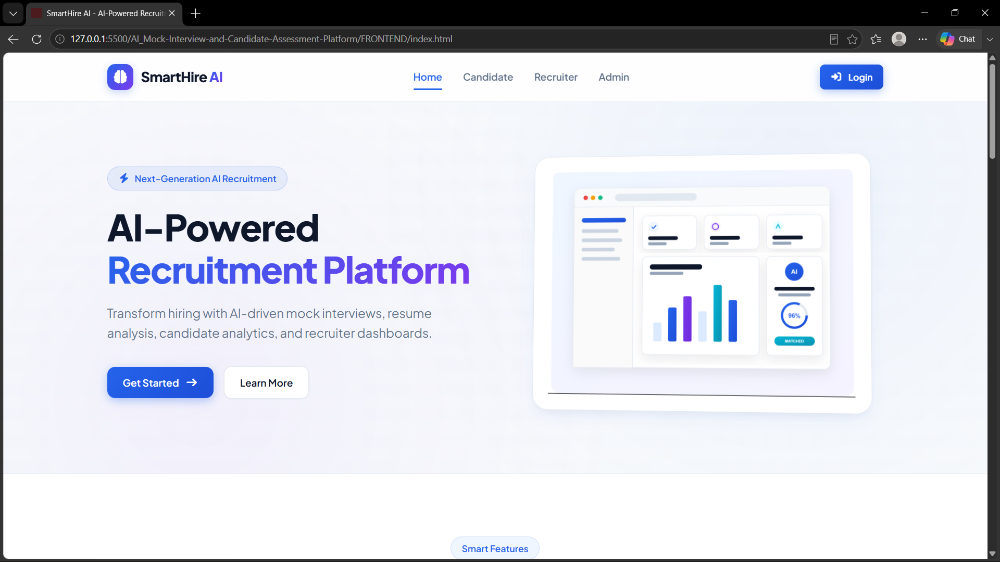 SmartHire AI - AI-Powered Recruit
127.0.0.1:5500/AI_Mock-Interview-and-Candidate-Assessment-Platform/FRONTEND/index.html
Chat
SmartHire AI
Home
Candidate
Recruiter
Admin
Login
Next-Generation AI Recruitment
AI-Powered
Recruitment Platform
Transform hiring with AI-driven mock interviews, resume
analysis, candidate analytics, and recruiter dashboards.
Get Started
Learn More
AI
96%
MATCHED
Smart Features